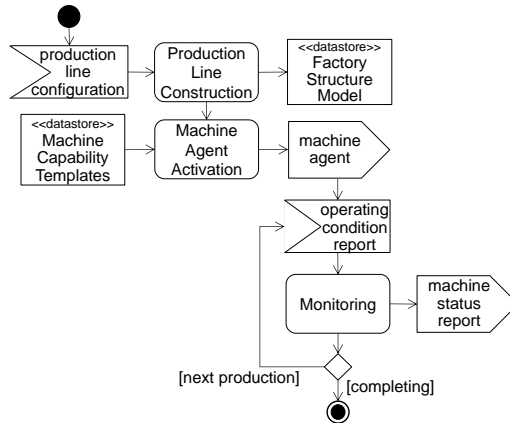 production
line
configuration
Production
Line
Construction
<<datastore>>
Factory
Structure
Model
<<datastore>>
Machine
Capability
Templates
Machine
Agent
Activation
machine
agent
operating
condition
report
Monitoring
machine
status
report
[next production]
[completing]